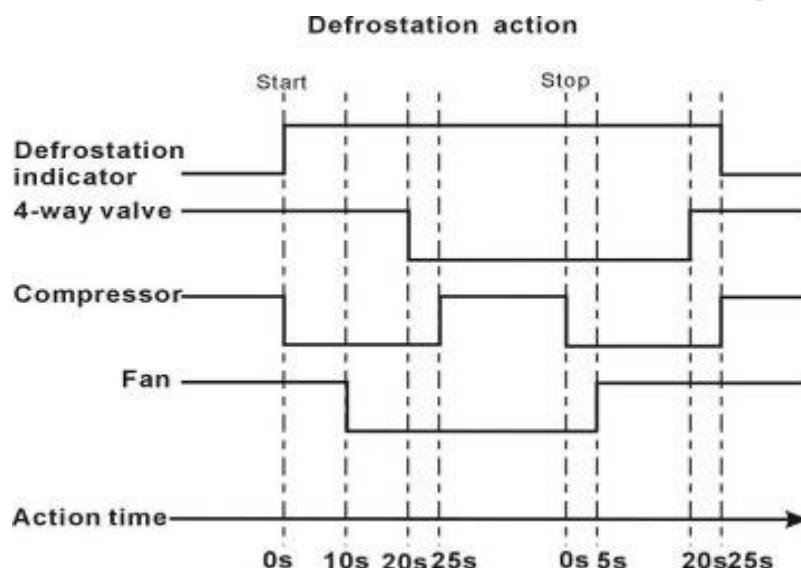 Defrostation action
Start
Stop
Defrostation
indicator
4-way valve
Compressor
Fan
Action time
0s 10s 20s 25s 0s 5s 20s 25s